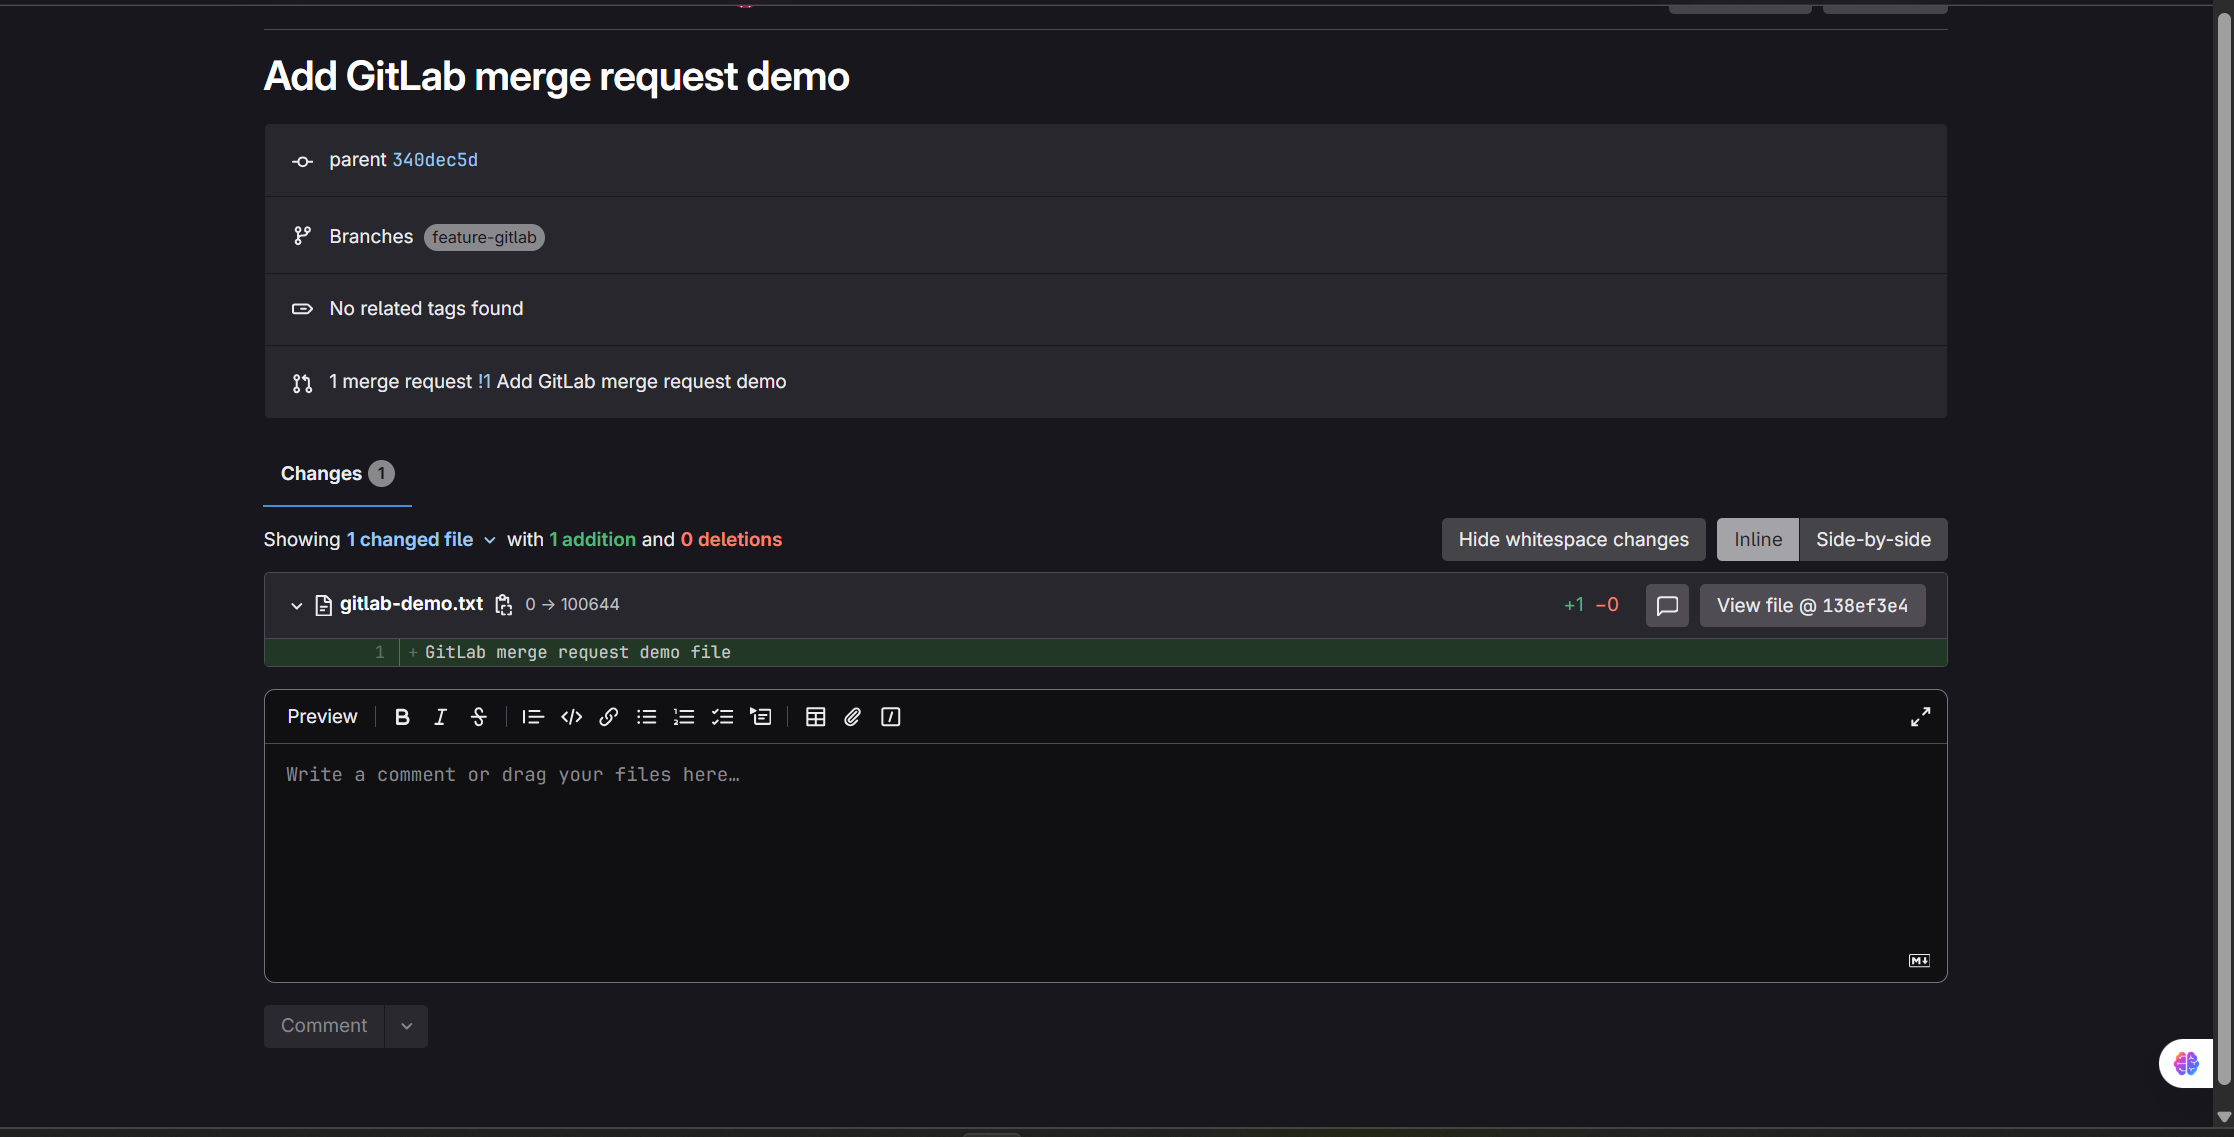 Add GitLab merge request demo
parent 340dec5d
Branches feature-gitlab
No related tags found
1 merge request !1 Add GitLab merge request demo
Changes 1
Showing 1 changed file with 1 addition and 0 deletions
Hide whitespace changes Inline Side-by-side
gitlab-demo.txt 0 → 100644 +1 −0 View file @ 138ef3e4
1 + GitLab merge request demo file
Preview
Write a comment or drag your files here…
Comment